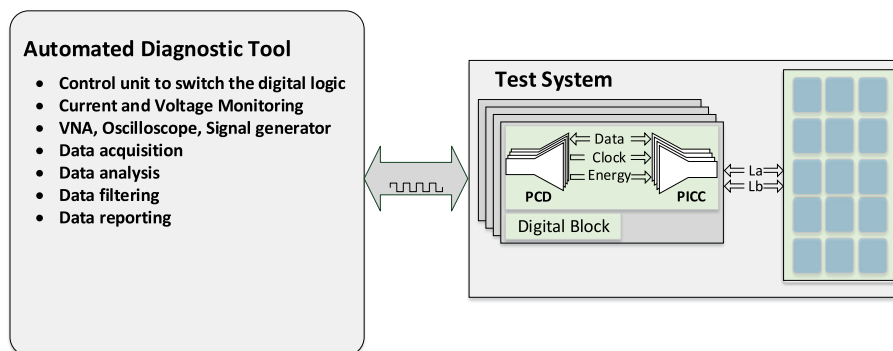 Automated Diagnostic Tool
• Control unit to switch the digital logic
• Current and Voltage Monitoring
• VNA, Oscilloscope, Signal generator
• Data acquisition
• Data analysis
• Data filtering
• Data reporting
Test System
Data
Clock
Energy
PCD
PICC
Digital Block
La
Lb